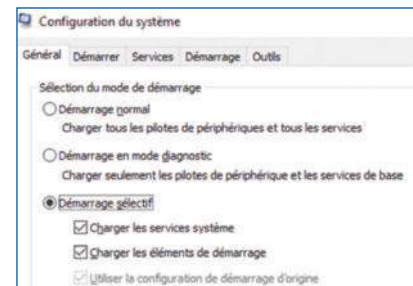 Configuration du système
Général Démarrer Services Démarrage Outils
Sélection du mode de démarrage
Démarrage normal
Charger tous les pilotes de périphériques et tous les services
Démarrage en mode diagnostic
Charger seulement les pilotes de périphérique et les services de base
Démarrage sélectif
Charger les services système
Charger les éléments de démarrage
Utiliser la configuration de démarrage d'origine